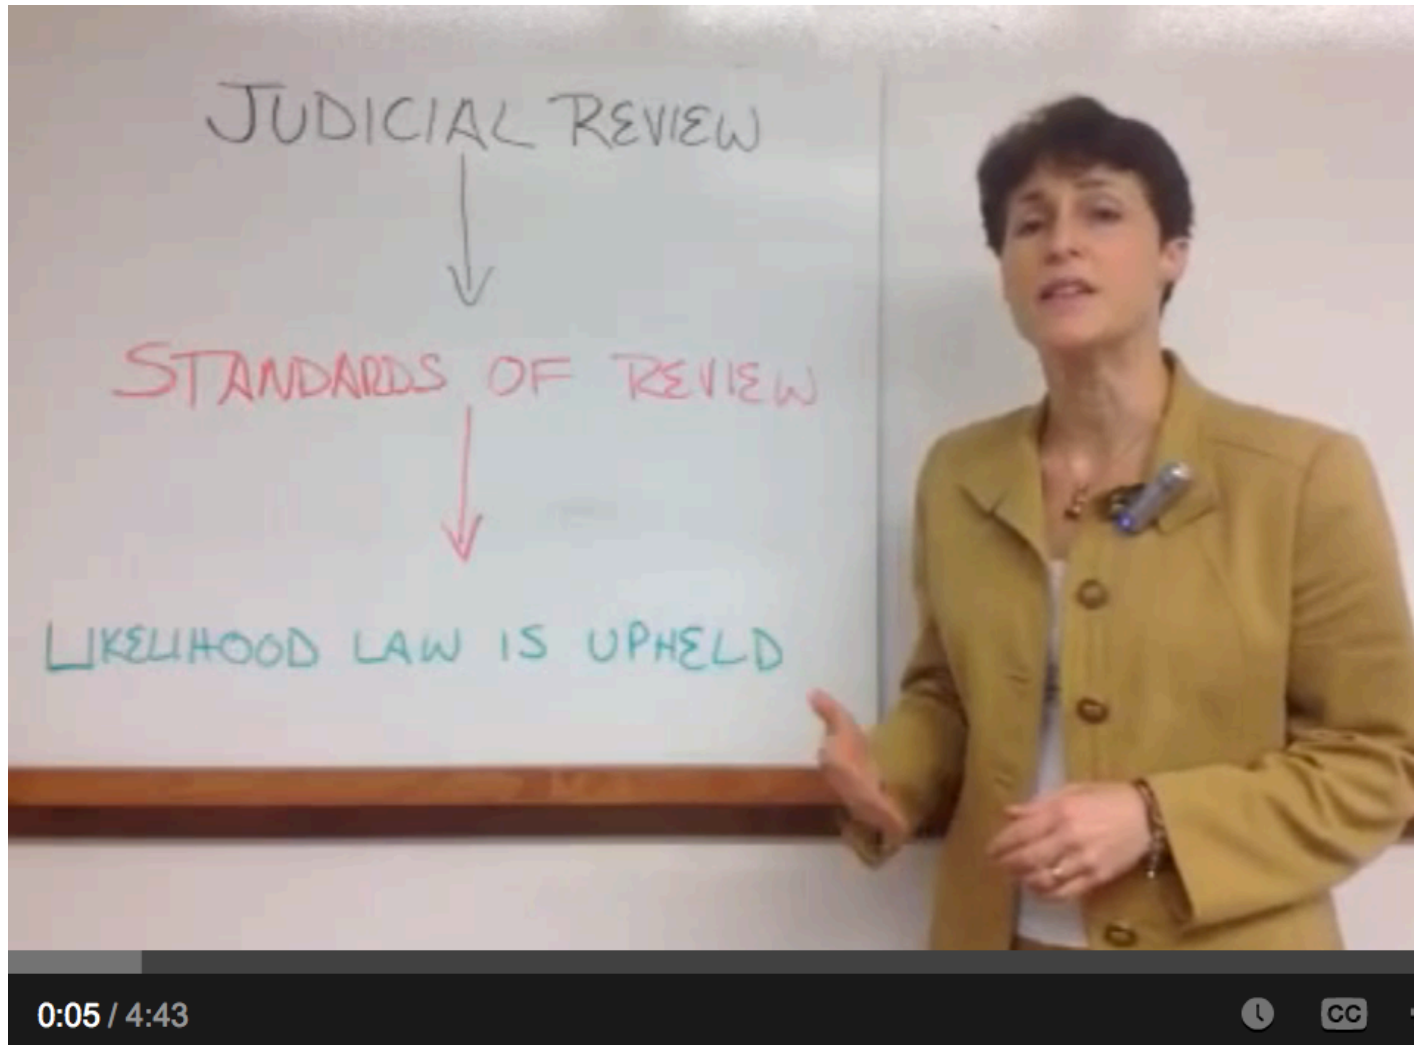 JUDICIAL REVIEW
STANDARDS OF REVIEW
LIKELIHOOD LAW IS UPHELD
0:05 / 4:43
CC